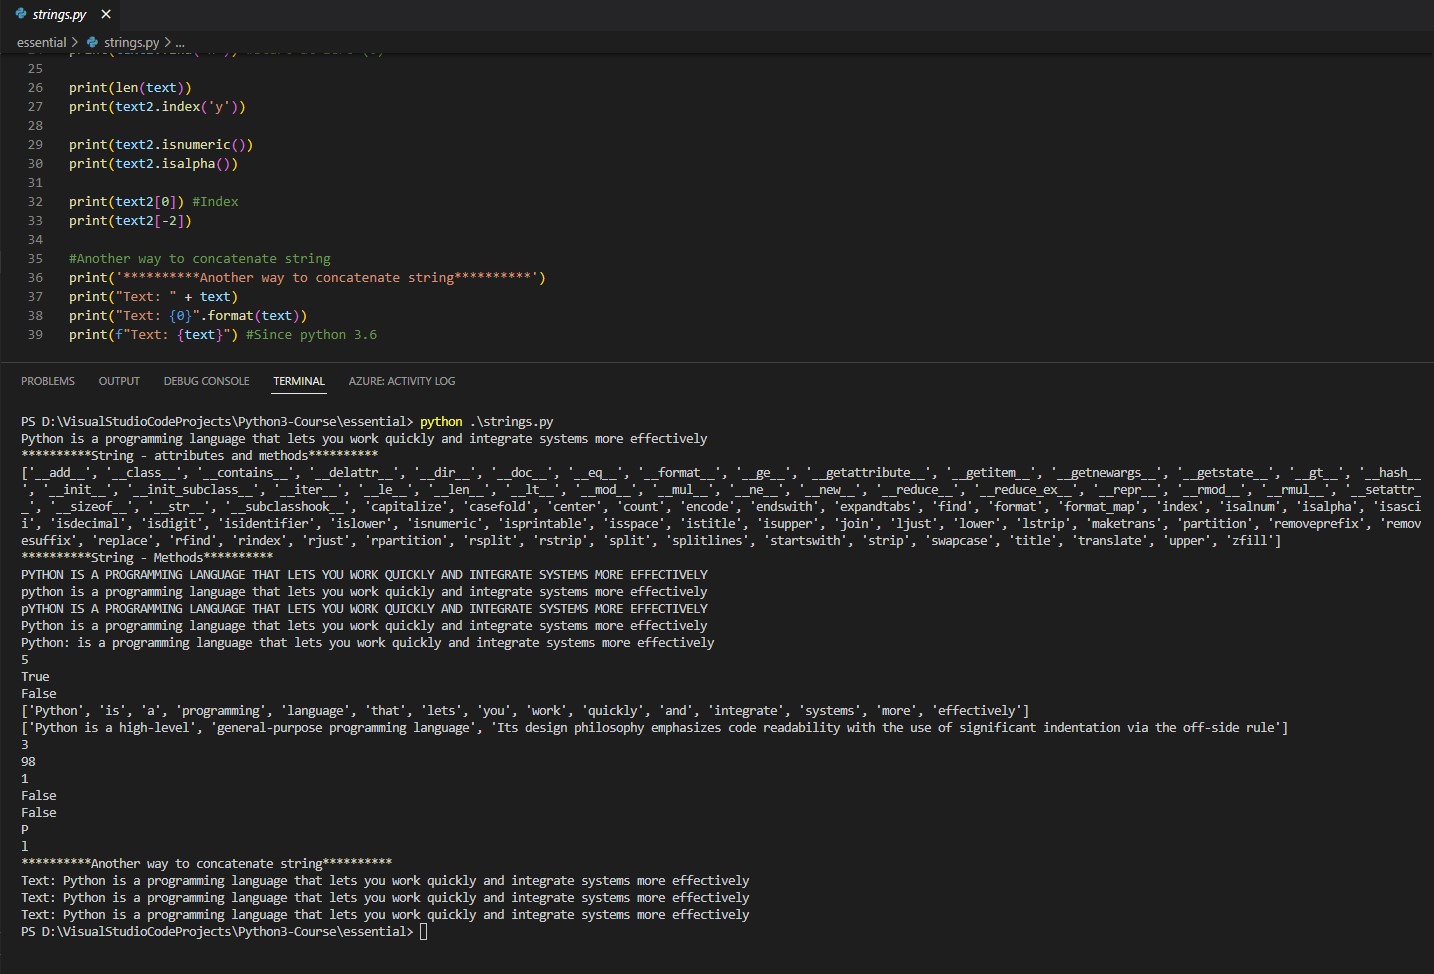 strings.py
essential > strings.py > ...
25
26 print(len(text))
27 print(text2.index('y'))
28
29 print(text2.isnumeric())
30 print(text2.isalpha())
31
32 print(text2[0]) #Index
33 print(text2[-2])
34
35 #Another way to concatenate string
36 print('**********Another way to concatenate string**********')
37 print("Text: " + text)
38 print("Text: {0}".format(text))
39 print(f"Text: {text}") #Since python 3.6
PROBLEMS OUTPUT DEBUG CONSOLE TERMINAL AZURE: ACTIVITY LOG
PS D:\VisualStudioCodeProjects\Python3-Course\essential> python .\strings.py
Python is a programming language that lets you work quickly and integrate systems more effectively
**********String - attributes and methods**********
['__add__', '__class__', '__contains__', '__delattr__', '__dir__', '__doc__', '__eq__', '__format__', '__ge__', '__getattribute__', '__getitem__', '__getnewargs__', '__getstate__', '__gt__', '__hash__
', '__init__', '__init_subclass__', '__iter__', '__le__', '__len__', '__lt__', '__mod__', '__mul__', '__ne__', '__new__', '__reduce__', '__reduce_ex__', '__repr__', '__rmod__', '__rmul__', '__setattr_
_', '__sizeof__', '__str__', '__subclasshook__', 'capitalize', 'casefold', 'center', 'count', 'encode', 'endswith', 'expandtabs', 'find', 'format', 'format_map', 'index', 'isalnum', 'isalpha', 'isasci
i', 'isdecimal', 'isdigit', 'isidentifier', 'islower', 'isnumeric', 'isprintable', 'isspace', 'istitle', 'isupper', 'join', 'ljust', 'lower', 'lstrip', 'maketrans', 'partition', 'removeprefix', 'remov
esuffix', 'replace', 'rfind', 'rindex', 'rjust', 'rpartition', 'rsplit', 'rstrip', 'split', 'splitlines', 'startswith', 'strip', 'swapcase', 'title', 'translate', 'upper', 'zfill']
**********String - Methods**********
PYTHON IS A PROGRAMMING LANGUAGE THAT LETS YOU WORK QUICKLY AND INTEGRATE SYSTEMS MORE EFFECTIVELY
python is a programming language that lets you work quickly and integrate systems more effectively
pYTHON IS A PROGRAMMING LANGUAGE THAT LETS YOU WORK QUICKLY AND INTEGRATE SYSTEMS MORE EFFECTIVELY
Python is a programming language that lets you work quickly and integrate systems more effectively
Python: is a programming language that lets you work quickly and integrate systems more effectively
5
True
False
['Python', 'is', 'a', 'programming', 'language', 'that', 'lets', 'you', 'work', 'quickly', 'and', 'integrate', 'systems', 'more', 'effectively']
['Python is a high-level', 'general-purpose programming language', 'Its design philosophy emphasizes code readability with the use of significant indentation via the off-side rule']
3
98
1
False
False
P
l
**********Another way to concatenate string**********
Text: Python is a programming language that lets you work quickly and integrate systems more effectively
Text: Python is a programming language that lets you work quickly and integrate systems more effectively
Text: Python is a programming language that lets you work quickly and integrate systems more effectively
PS D:\VisualStudioCodeProjects\Python3-Course\essential>